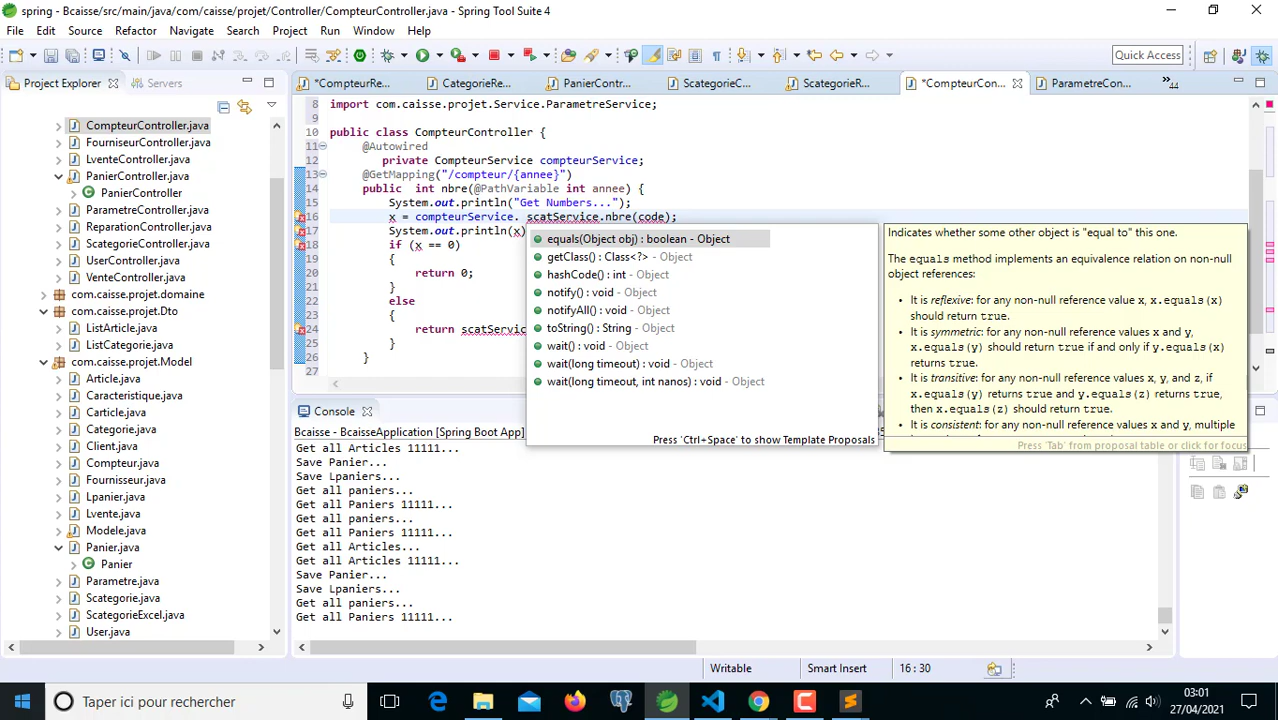 spring - Bcaisse/src/main/java/com/caisse/projet/Controller/CompteurController.java - Spring Tool Suite 4
File Edit Source Refactor Navigate Search Project Run Window Help
Quick Access
Project Explorer Servers
CompteurController.java
FourniseurController.java
LventeController.java
PanierController.java
PanierController
ParametreController.java
RegionController.java
ScategorieController.java
UserController.java
VenteController.java
com.caisse.projet.domaine
com.caisse.projet.Dto
ListArticle.java
ListCategorie.java
com.caisse.projet.Model
Article.java
Caracteristique.java
Carticle.java
Categorie.java
Client.java
Compteur.java
Fournisseur.java
Lpanier.java
Lvente.java
Modele.java
Panier.java
Panier
Parametre.java
Scategorie.java
ScategorieExcel.java
User.java
*CompteurRe... CategorieRe... PanierContr... ScategorieC... ScategorieR... *CompteurCon... ParametreCon... »44
8 import com.caisse.projet.Service.ParametreService;
9
10 public class CompteurController {
11 @Autowired
12 private CompteurService compteurService;
13 @GetMapping("/compteur/{annee}")
14 public int nbre(@PathVariable int annee) {
15 System.out.println("Get Numbers...");
16 x = compteurService. scatService.nbre(code);
17 System.out.println(x)
18 if (x == 0)
19 {
20 return 0;
21 }
22 else
23 {
24 return scatServic
25 }
26 }
27
equals(Object obj) : boolean - Object
getClass() : Class<?> - Object
hashCode() : int - Object
notify() : void - Object
notifyAll() : void - Object
toString() : String - Object
wait() : void - Object
wait(long timeout) : void - Object
wait(long timeout, int nanos) : void - Object
Press 'Ctrl+Space' to show Template Proposals
Indicates whether some other object is "equal to" this one.
The equals method implements an equivalence relation on non-null
object references:
• It is reflexive: for any non-null reference value x, x.equals(x)
should return true.
• It is symmetric: for any non-null reference values x and y,
x.equals(y) should return true if and only if y.equals(x)
returns true.
• It is transitive: for any non-null reference values x, y, and z, if
x.equals(y) returns true and y.equals(z) returns true,
then x.equals(z) should return true.
• It is consistent: for any non-null reference values x and y, multiple
Press 'Tab' from proposal table or click for focus
Console
Bcaisse - BcaisseApplication [Spring Boot App]
Get all Articles 11111...
Save Panier...
Save Lpaniers...
Get all paniers...
Get all Paniers 11111...
Get all paniers...
Get all Paniers 11111...
Get all Articles...
Get all Articles 11111...
Save Panier...
Save Lpaniers...
Get all paniers...
Get all Paniers 11111...
Writable Smart Insert 16 : 30
Taper ici pour rechercher
03:01
27/04/2021